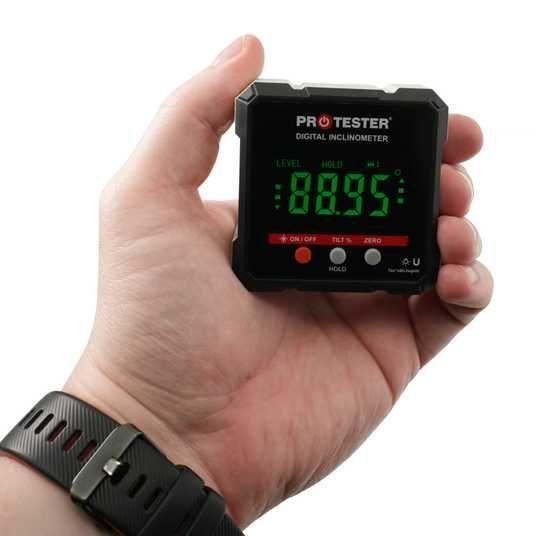 PROTESTER®
DIGITAL INCLINOMETER
LEVEL HOLD
88.95°
ON / OFF TILT % ZERO
HOLD
U